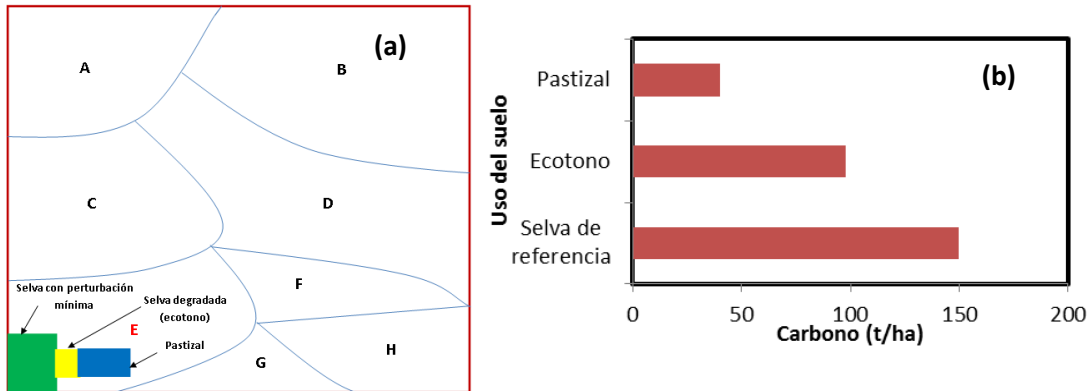 (a)
A
B
C
D
Selva con perturbación
mínima
Selva degradada
(ecotono)
E
Pastizal
F
G
H
(b)
Uso del suelo
Pastizal
Ecotono
Selva de
referencia
0
50
100
150
200
Carbono (t/ha)